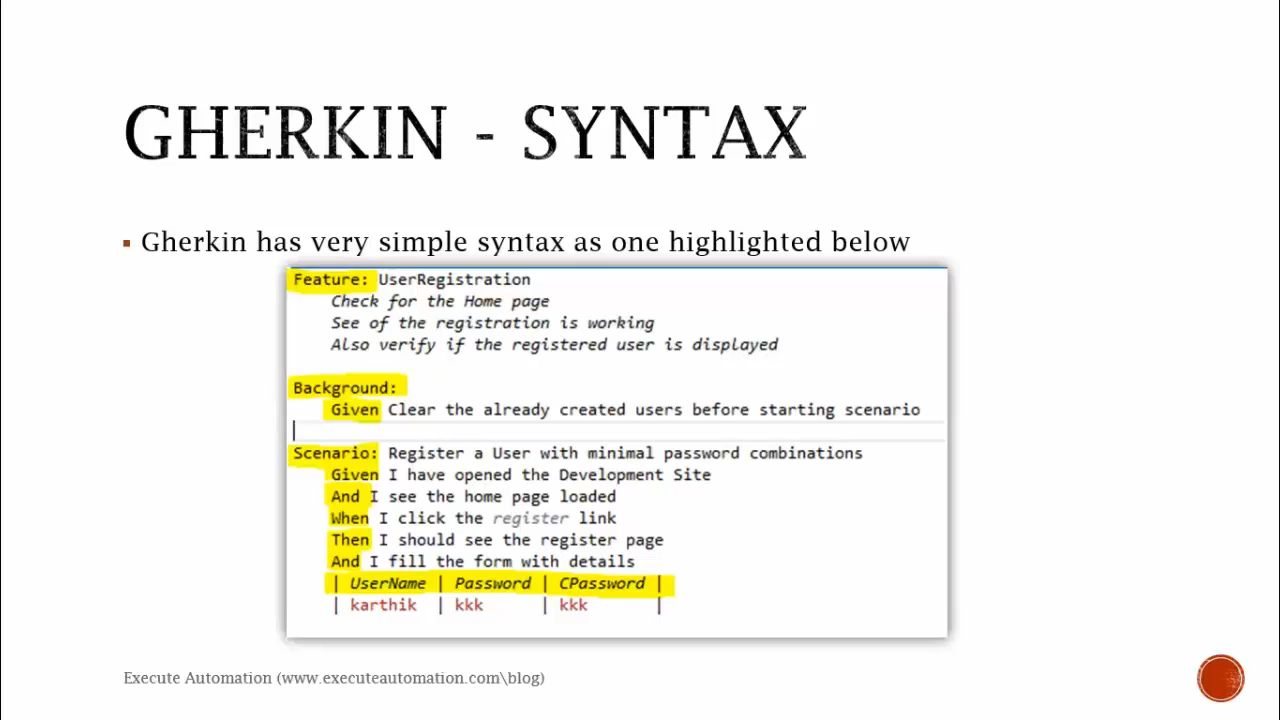 GHERKIN - SYNTAX
▪ Gherkin has very simple syntax as one highlighted below
Feature: UserRegistration
Check for the Home page
See of the registration is working
Also verify if the registered user is displayed
Background:
Given Clear the already created users before starting scenario
Scenario: Register a User with minimal password combinations
Given I have opened the Development Site
And I see the home page loaded
When I click the register link
Then I should see the register page
And I fill the form with details
| UserName | Password | CPassword |
| karthik | kkk | kkk |
Execute Automation (www.executeautomation.com\blog)